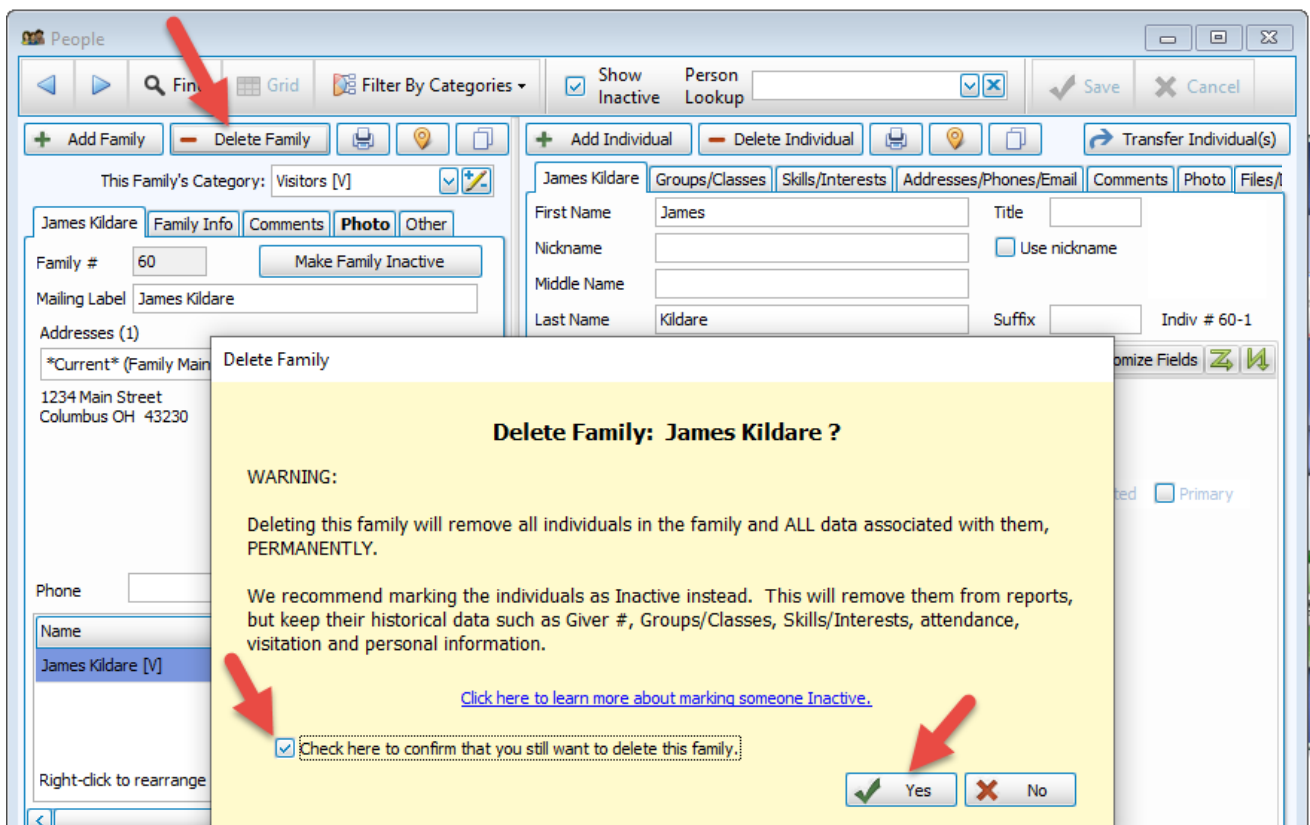 People
Find Grid Filter By Categories Show Inactive Person Lookup Save Cancel
Add Family Delete Family Add Individual Delete Individual Transfer Individual(s)
This Family's Category: Visitors [V]
James Kildare Groups/Classes Skills/Interests Addresses/Phones/Email Comments Photo
James Kildare Family Info Comments Photo Other
First Name James Title
Family # 60 Make Family Inactive
Nickname Use nickname
Middle Name
Mailing Label James Kildare
Last Name Kildare Suffix Indiv # 60-1
Addresses (1)
*Current* (Family Main
Fields
1234 Main Street
Columbus OH 43230
Primary
Phone
Name
James Kildare [V]
Right-click to rearrange
Delete Family
Delete Family: James Kildare ?
WARNING:
Deleting this family will remove all individuals in the family and ALL data associated with them,
PERMANENTLY.
We recommend marking the individuals as Inactive instead. This will remove them from reports,
but keep their historical data such as Giver #, Groups/Classes, Skills/Interests, attendance,
visitation and personal information.
Click here to learn more about marking someone Inactive.
Check here to confirm that you still want to delete this family.
Yes No